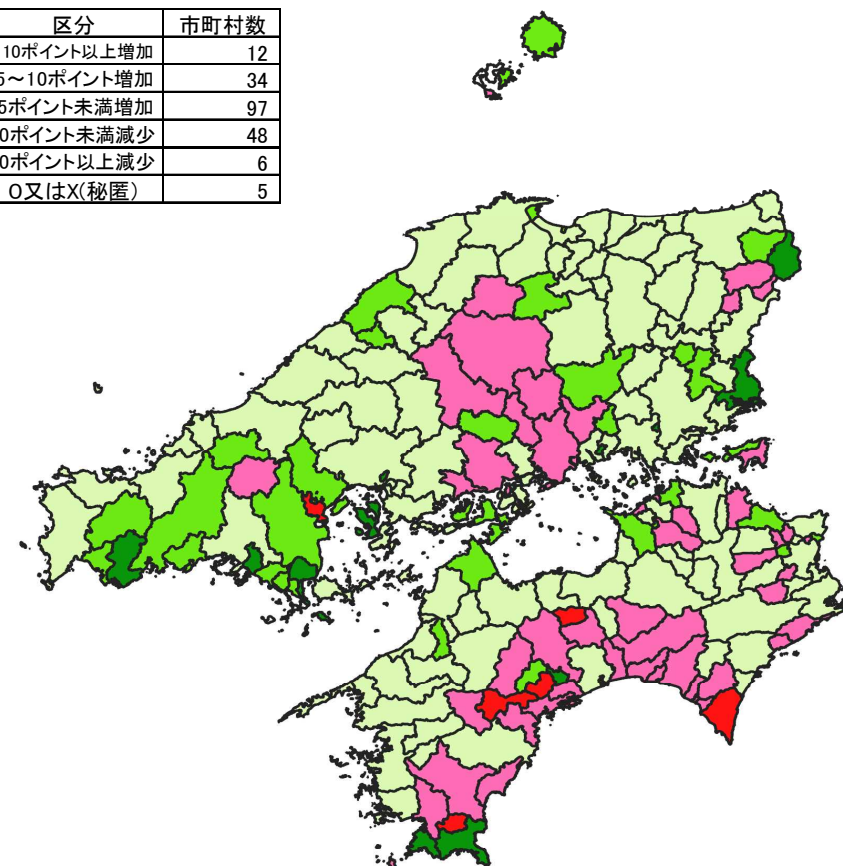 区分 市町村数
10ポイント以上増加 12
5～10ポイント増加 34
5ポイント未満増加 97
0ポイント未満減少 48
0ポイント以上減少 6
0又はX(秘匿) 5